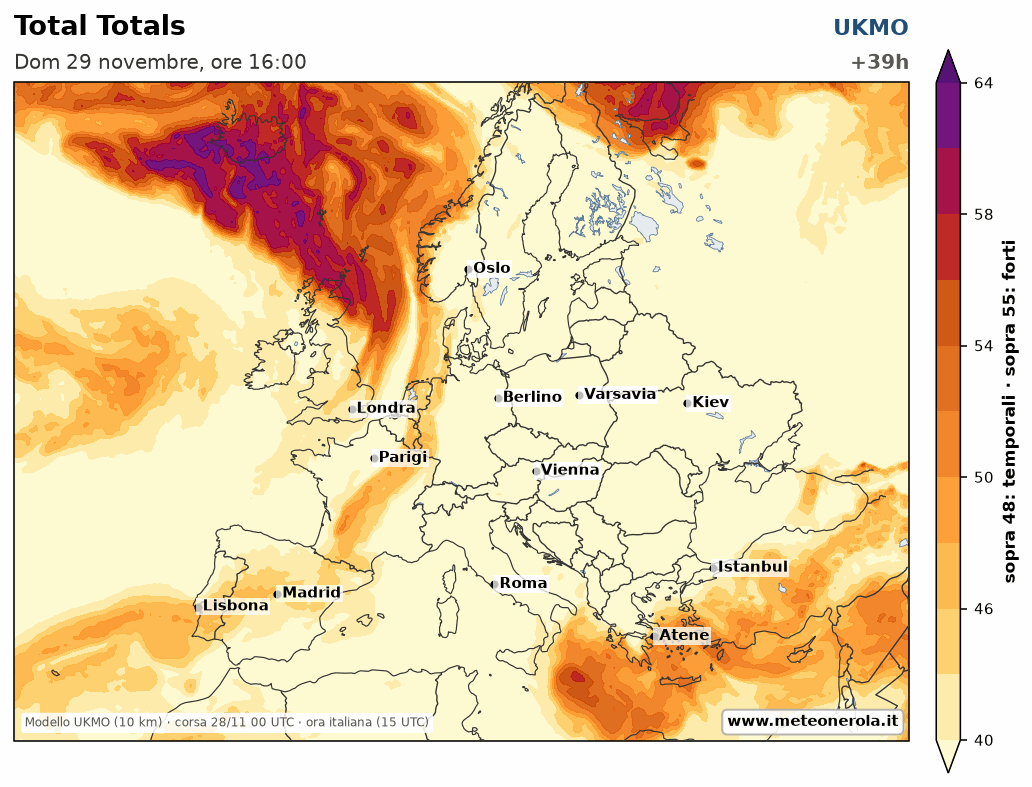 Total Totals
UKMO
Dom 29 novembre, ore 16:00
+39h
64
58
54
50
46
40
sopra 48: temporali · sopra 55: forti
Oslo
Berlino
Varsavia
Kiev
Londra
Parigi
Vienna
Istanbul
Roma
Madrid
Lisbona
Atene
Modello UKMO (10 km) · corsa 28/11 00 UTC · ora italiana (15 UTC)
www.meteonerola.it